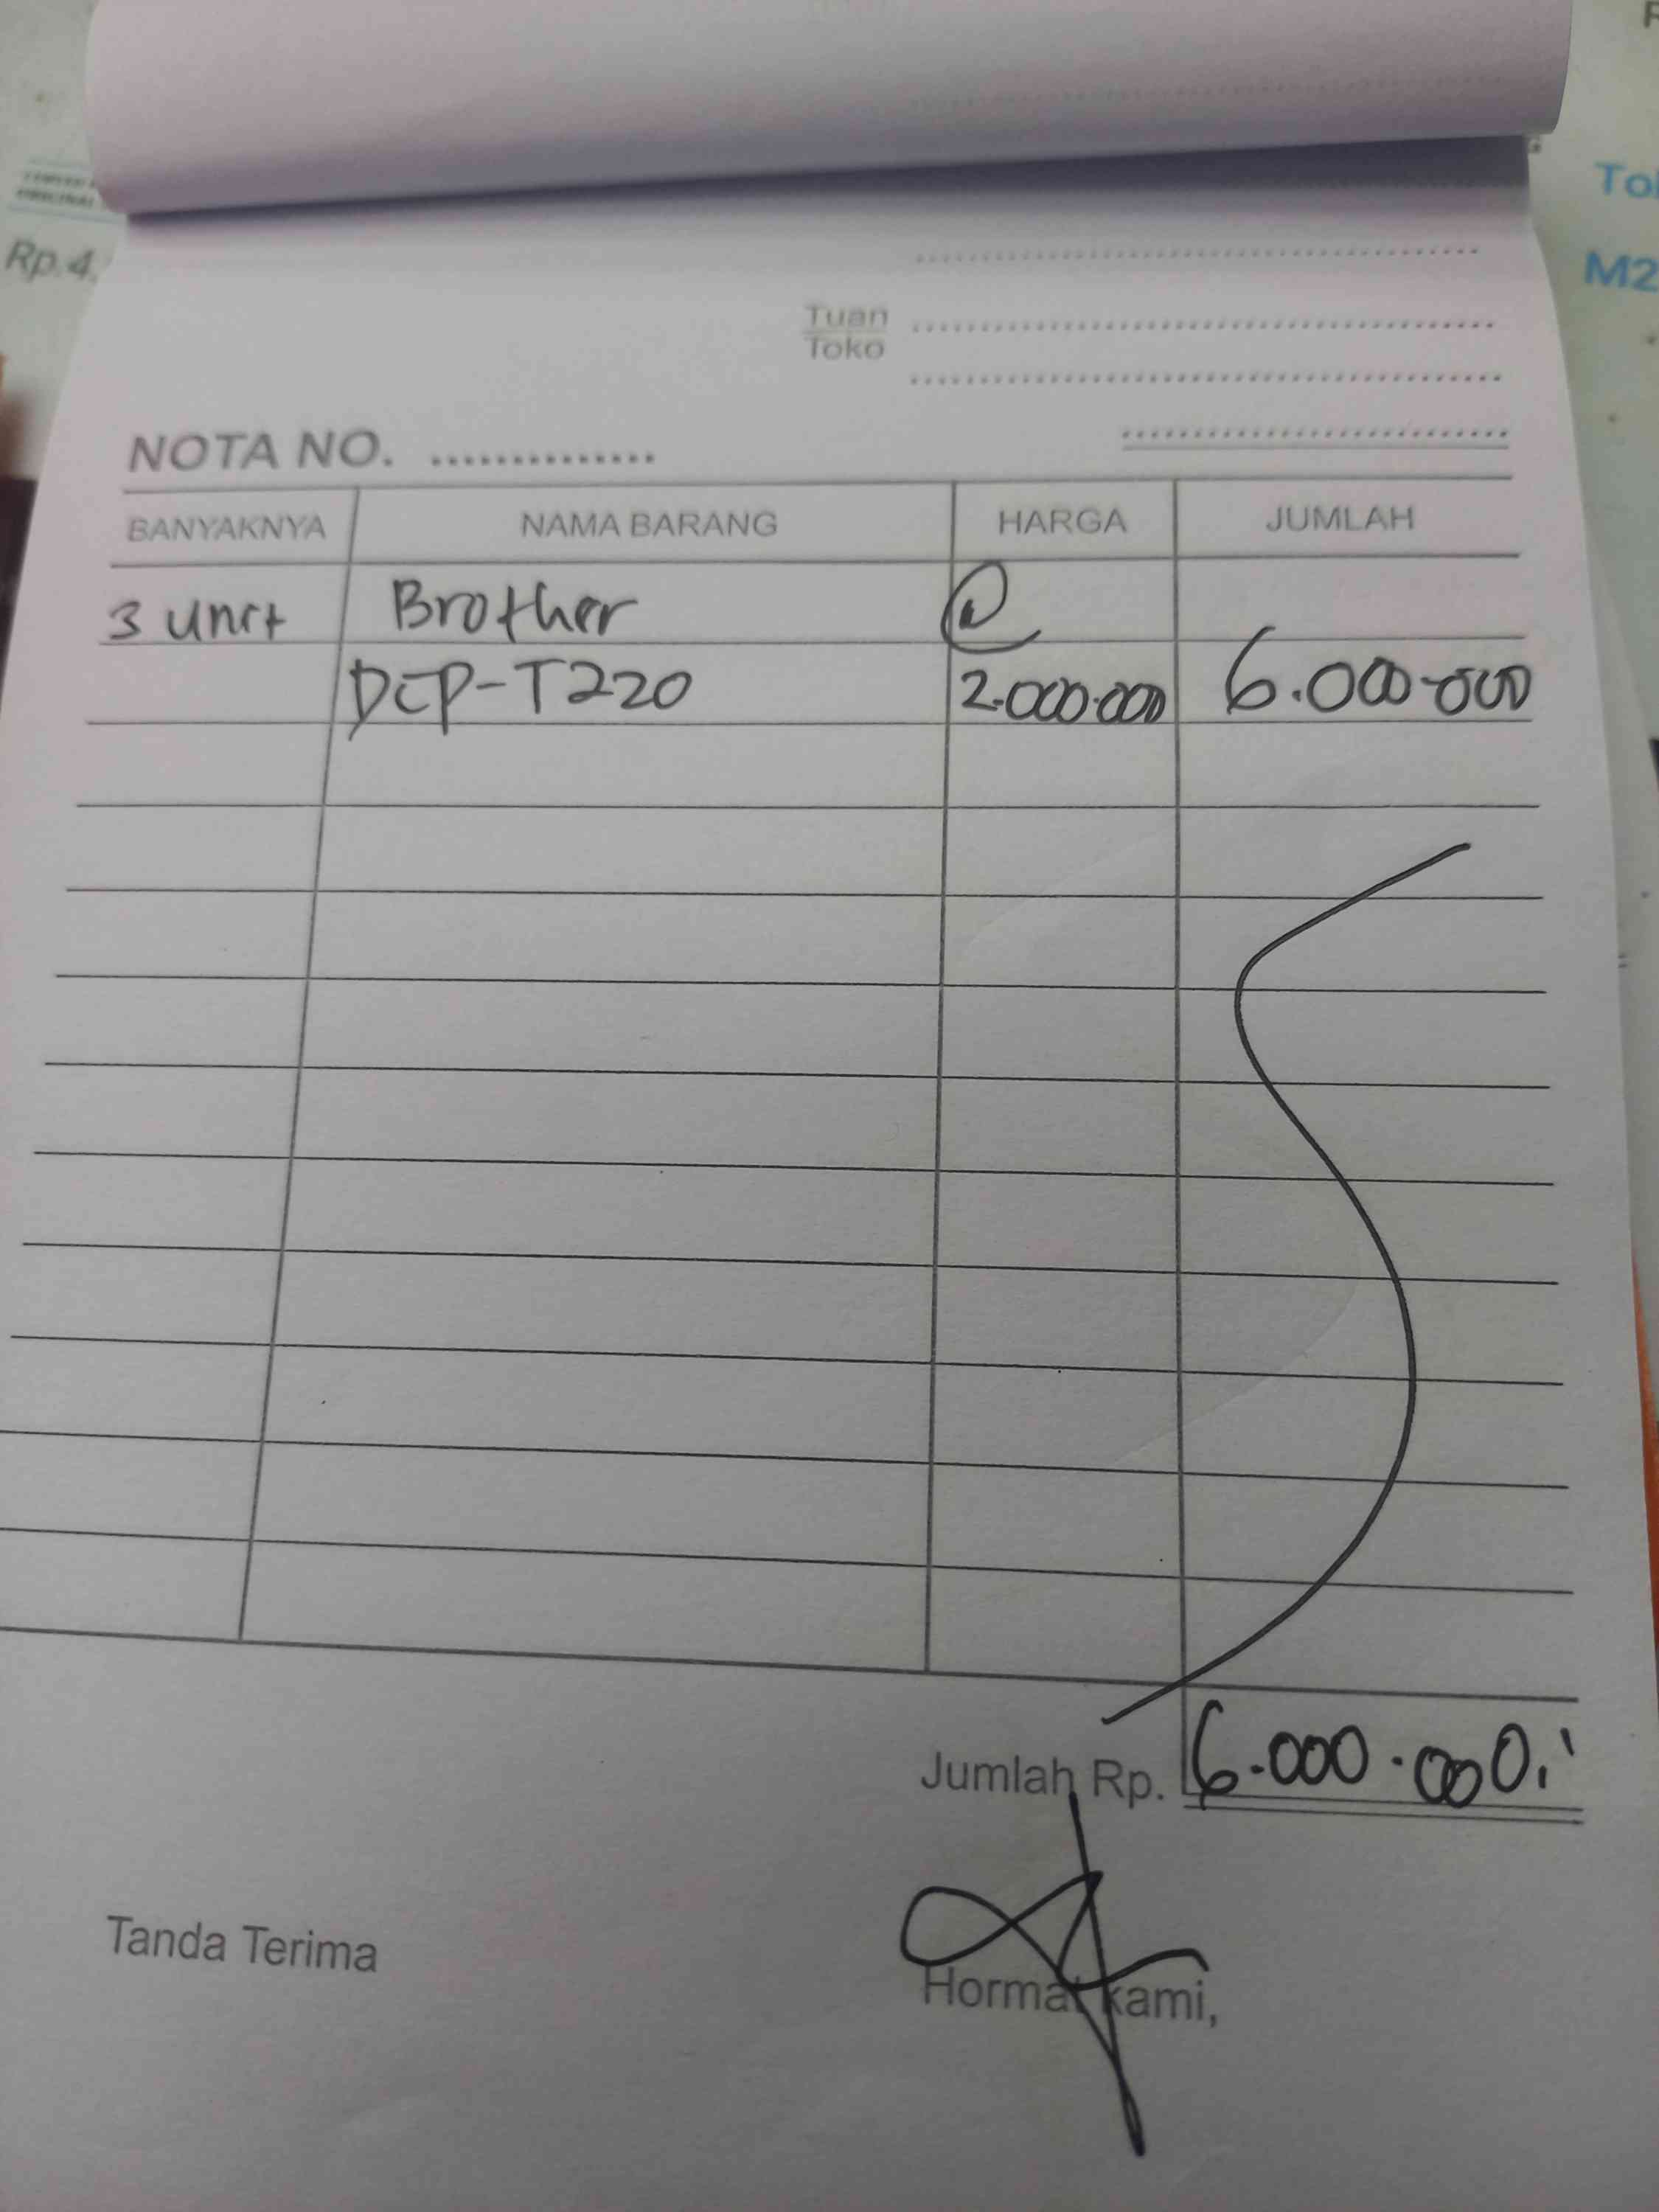 Rp.4.
Tol
M2
Tuan
Toko
NOTA NO. ..............
BANYAKNYA NAMA BARANG HARGA JUMLAH
3 unit Brother @
DCP-T220 2.000.000 6.000.000
Jumlah Rp. 6.000.000,-
Tanda Terima
Hormat kami,